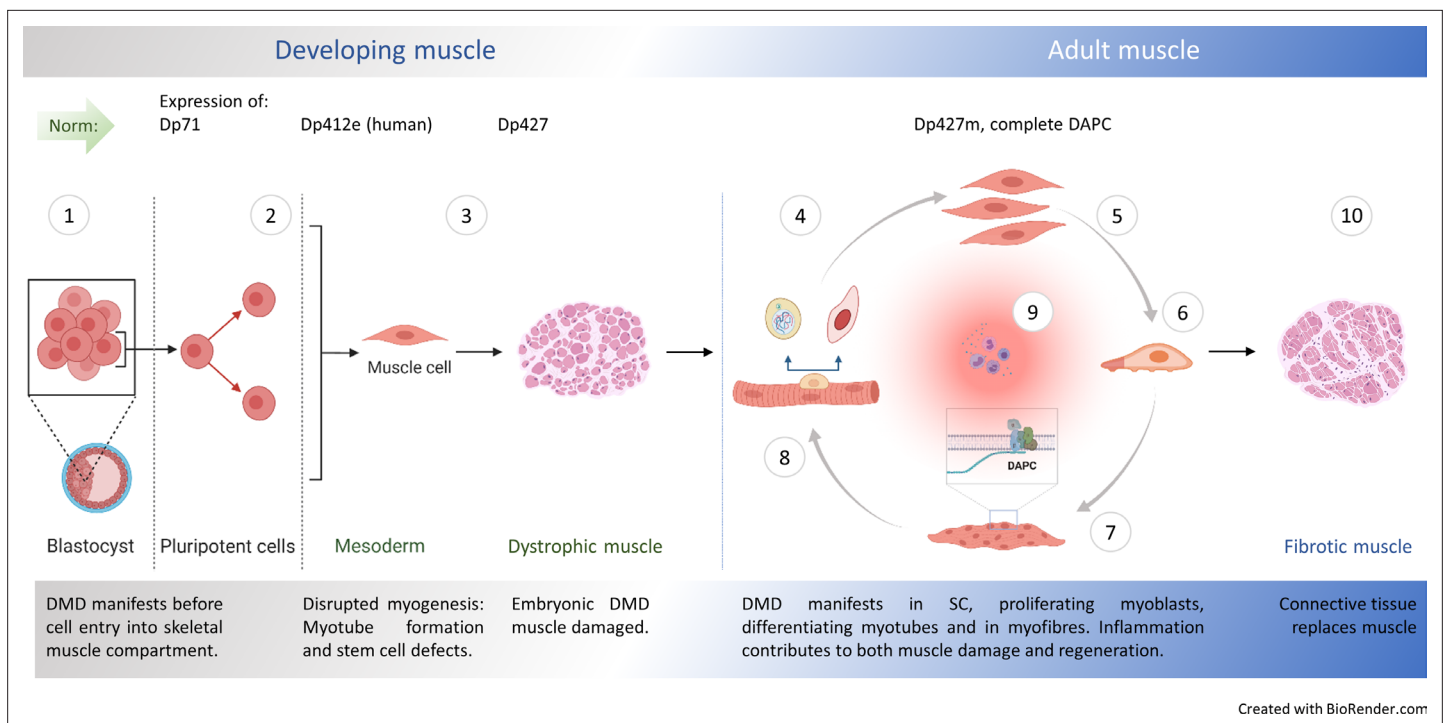 Developing muscle
Adult muscle
Norm:
Expression of:
Dp71
Dp412e (human)
Dp427
Dp427m, complete DAPC
1
2
3
4
5
6
7
8
9
10
Muscle cell
DAPC
Blastocyst
Pluripotent cells
Mesoderm
Dystrophic muscle
Fibrotic muscle
DMD manifests before
cell entry into skeletal
muscle compartment.
Disrupted myogenesis:
Myotube formation
and stem cell defects.
Embryonic DMD
muscle damaged.
DMD manifests in SC, proliferating myoblasts,
differentiating myotubes and in myofibres. Inflammation
contributes to both muscle damage and regeneration.
Connective tissue
replaces muscle
Created with BioRender.com